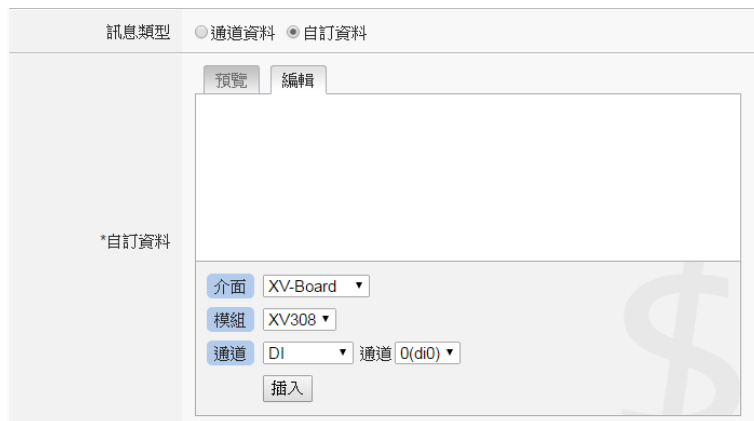 訊息類型 通道資料 自訂資料
預覽 編輯
*自訂資料
介面 XV-Board
模組 XV308
通道 DI 通道 0(di0)
插入
$